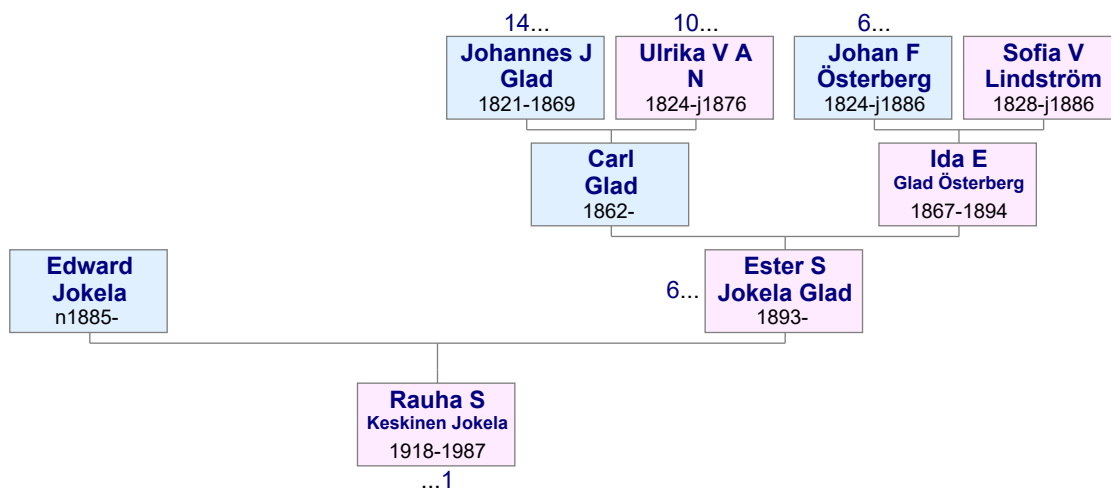 14...
10...
6...
Johannes J
Glad
1821-1869
Ulrika V A
N
1824-j1876
Johan F
Österberg
1824-j1886
Sofia V
Lindström
1828-j1886
Carl
Glad
1862-
Ida E
Glad Österberg
1867-1894
Edward
Jokela
n1885-
6...
Ester S
Jokela Glad
1893-
Rauha S
Keskinen Jokela
1918-1987
...1